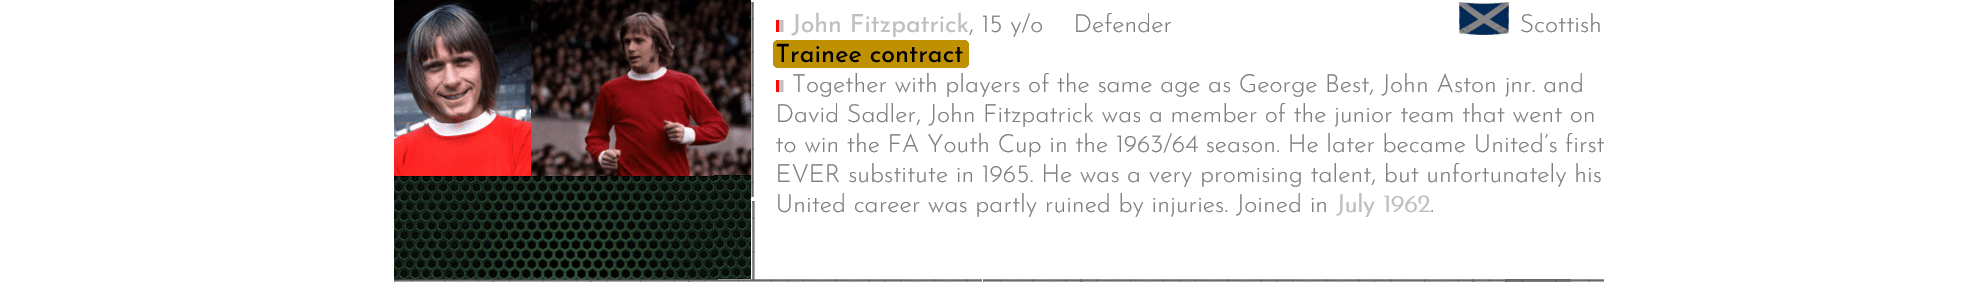 John Fitzpatrick, 15 y/o Defender Scottish
Trainee contract
Together with players of the same age as George Best, John Aston jnr. and
David Sadler, John Fitzpatrick was a member of the junior team that went on
to win the FA Youth Cup in the 1963/64 season. He later became United’s first
EVER substitute in 1965. He was a very promising talent, but unfortunately his
United career was partly ruined by injuries. Joined in July 1962.